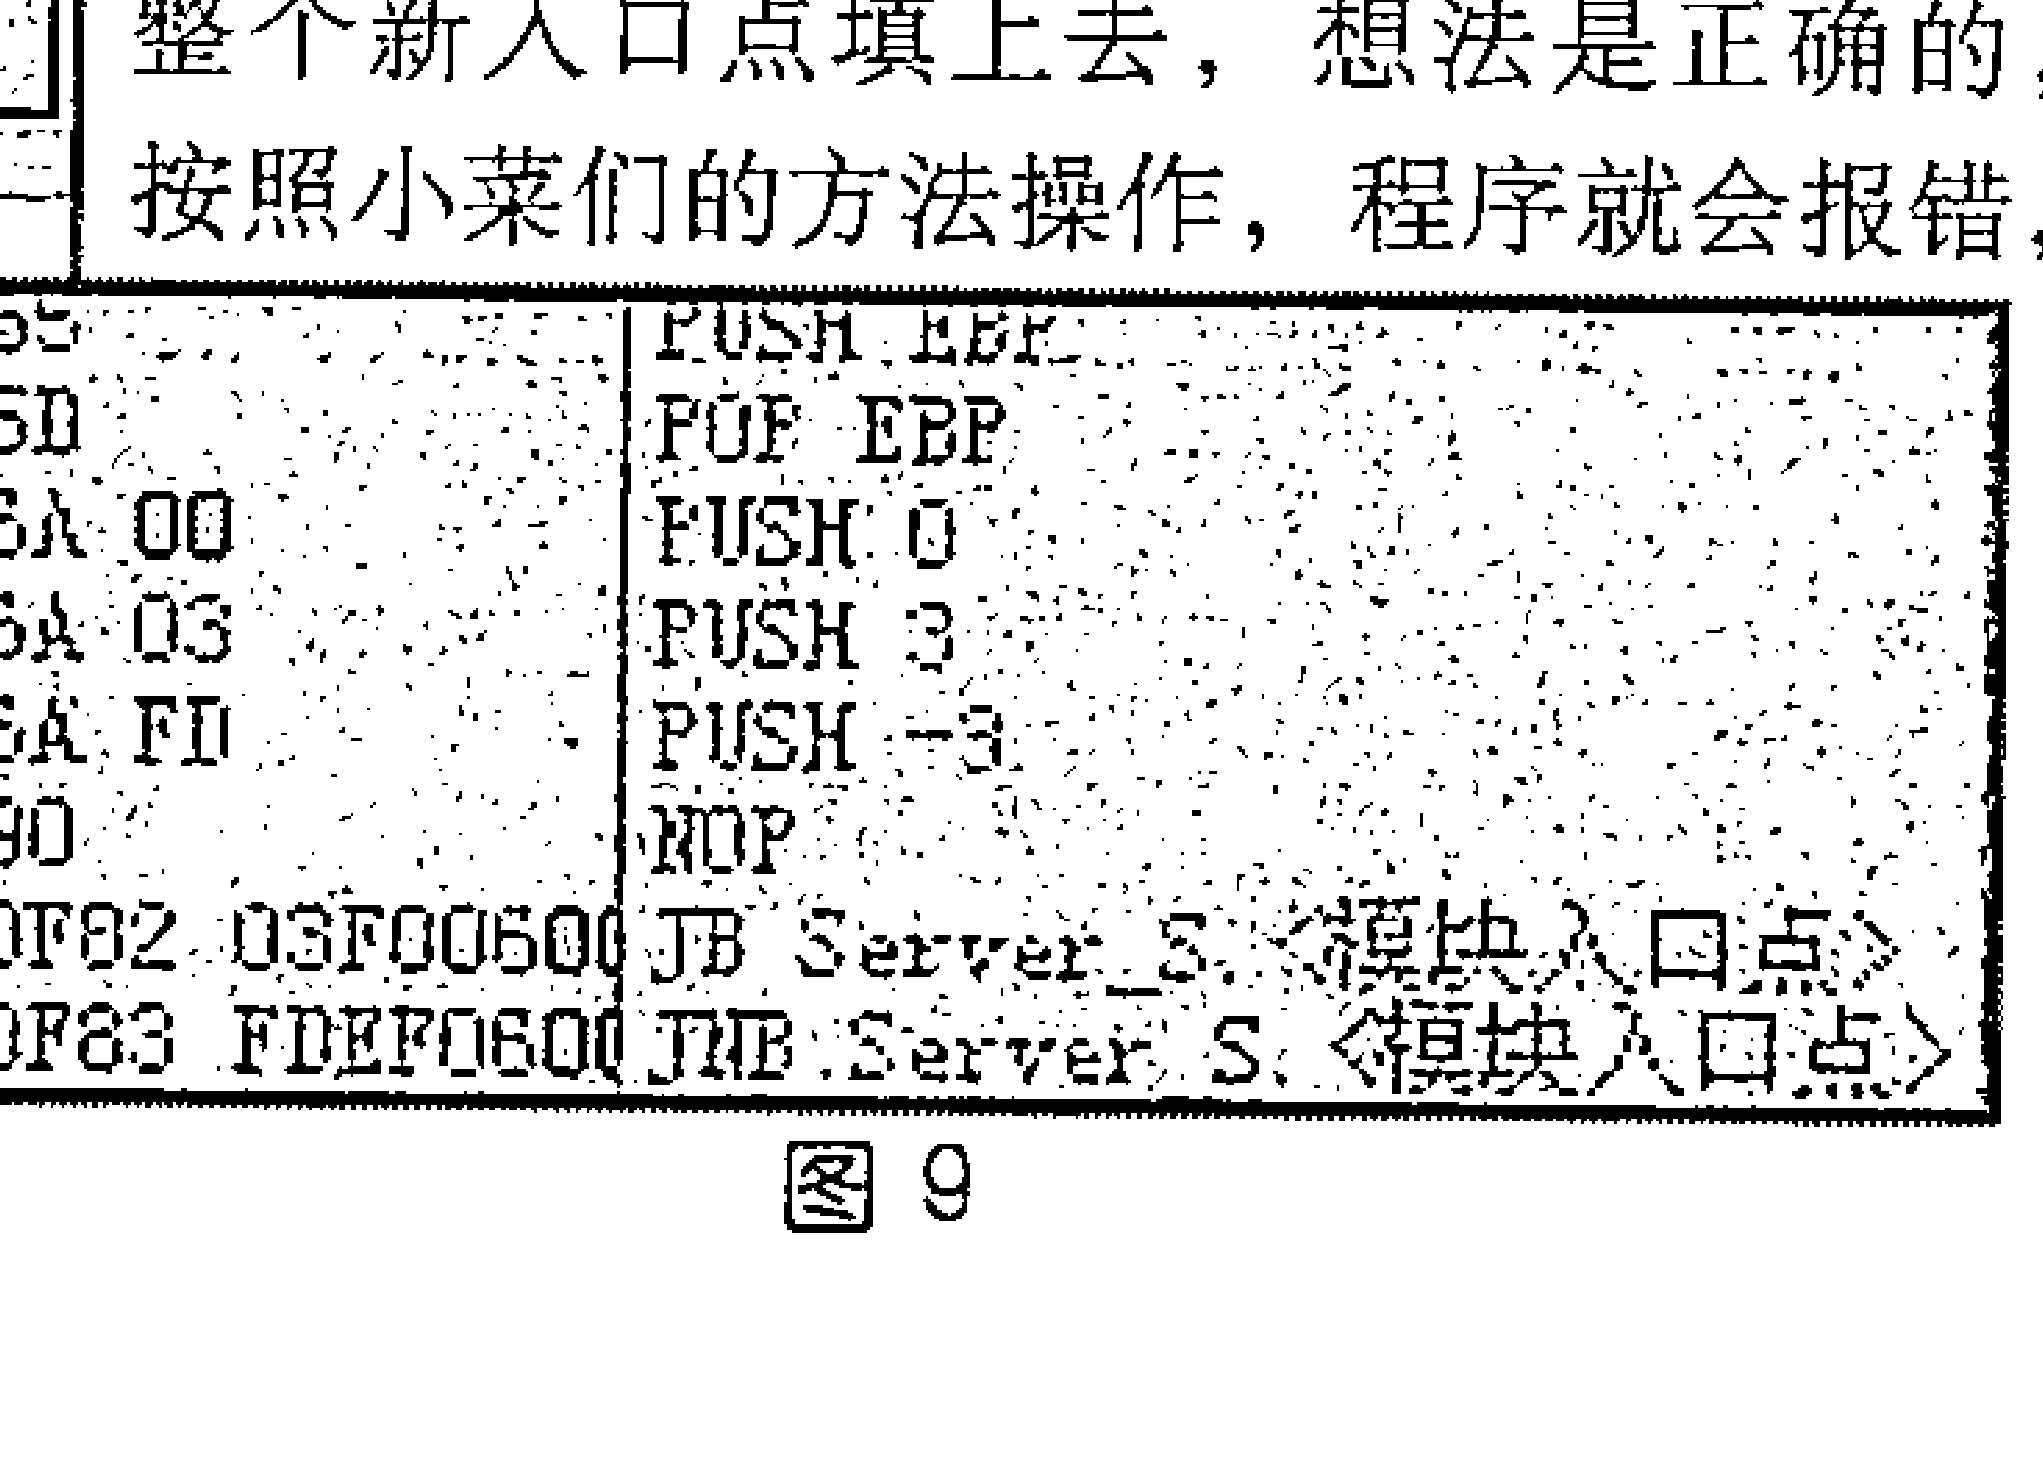 整个新入口点填上去，想法是正确的，
按照小菜们的方法操作，程序就会报错，
55 PUSH EBP
5D POP EBP
6A 00 PUSH 0
6A 03 PUSH 3
6A FD PUSH -3
90 NOP
0F82 03F00600 JB Server_S.<模块入口点>
0F83 FDEF0600 JNB Server_S.<模块入口点>
图 9